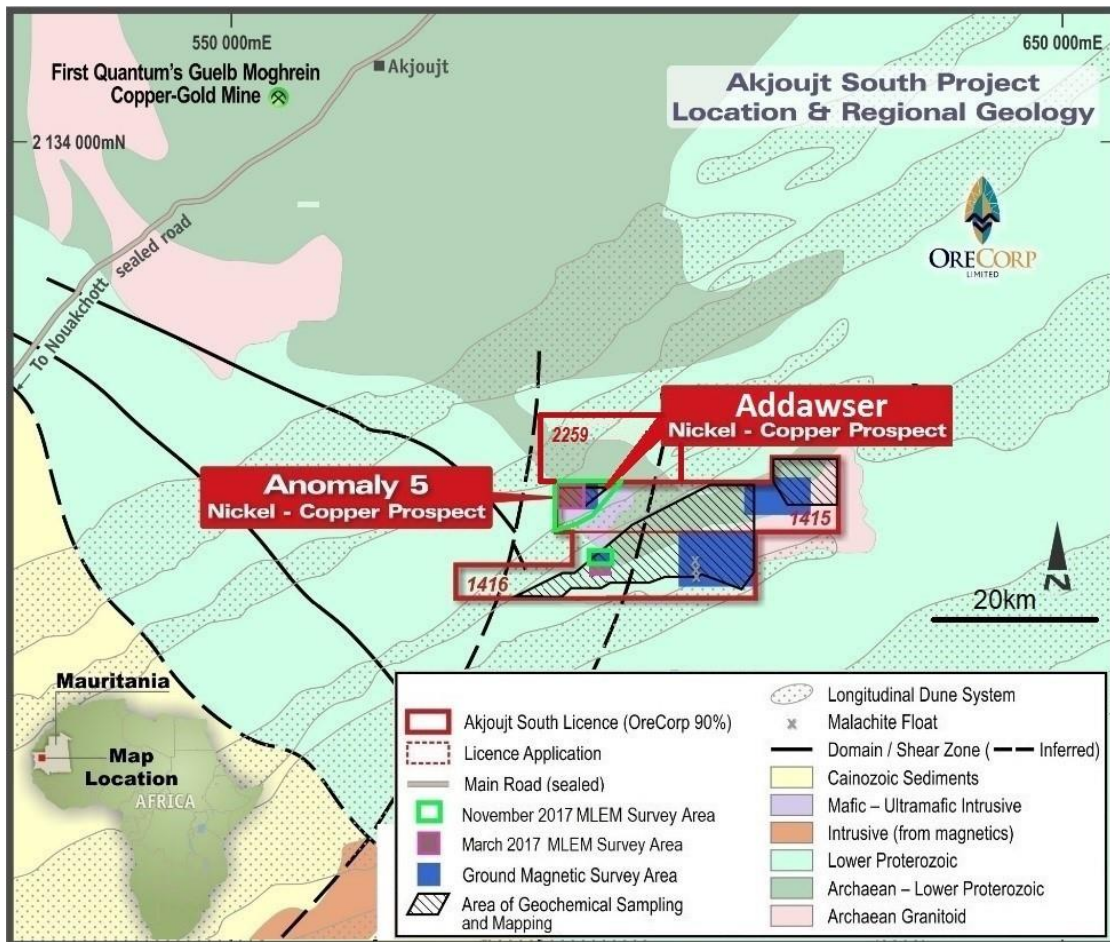 550 000mE
650 000mE
First Quantum's Guelb Moghrein
Copper-Gold Mine
Akjoujt
Akjoujt South Project
Location & Regional Geology
2 134 000mN
ORECORP
LIMITED
To Nouakchott sealed road
2259
Addawser
Nickel - Copper Prospect
Anomaly 5
Nickel - Copper Prospect
1415
1416
N
20km
Mauritania
Map
Location
AFRICA
Akjoujt South Licence (OreCorp 90%)
Licence Application
Main Road (sealed)
November 2017 MLEM Survey Area
March 2017 MLEM Survey Area
Ground Magnetic Survey Area
Area of Geochemical Sampling
and Mapping
Longitudinal Dune System
Malachite Float
Domain / Shear Zone ( Inferred)
Cainozoic Sediments
Mafic – Ultramafic Intrusive
Intrusive (from magnetics)
Lower Proterozoic
Archaean – Lower Proterozoic
Archaean Granitoid